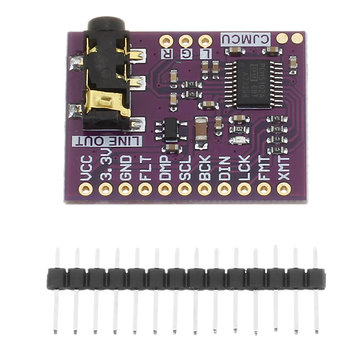 R G L
CJMCU
LINE OUT
VCC 3.3V GND FLT DMP SCL BCK DIN LCK FMT XMT